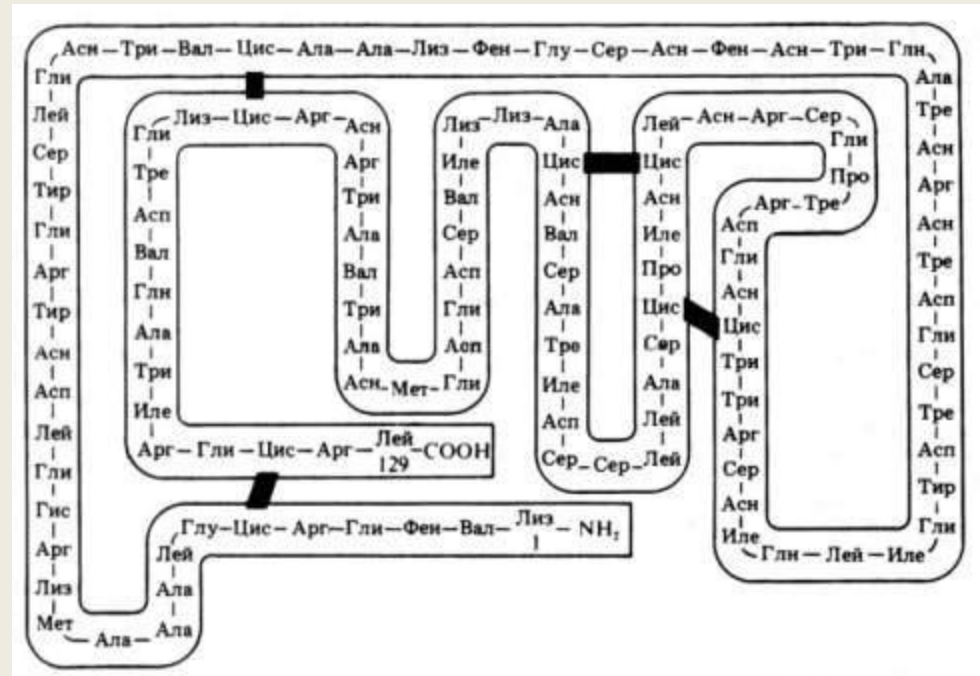 Асн–Три–Вал–Цис–Ала–Ала–Лиз–Фен–Глу–Сер–Асн–Фен–Асн–Три–Глн
Гли
Лей
Сер
Тир
Гли
Арг
Тир
Асн
Асп
Лей
Гли
Гис
Арг
Лиз
Мет
–Ала–
Ала
Ала
Лей
Глу–Цис–Арг–Гли–Фен–Вал–Лиз–NH₂
1
Лиз–Цис–Арг–
Гли
Тре
Асп
Вал
Глн
Ала
Три
Иле
Арг–Гли–Цис–Арг–Лей–COOH
129
Асн
Арг
Три
Ала
Вал
Три
Ала
Асн–Мет–Гли
Лиз–Лиз–Ала
Иле
Вал
Сер
Асп
Гли
Асп
Цис
Асн
Вал
Сер
Ала
Тре
Иле
Асп
Сер–Сер–Лей
Лей–Асн–Арг–Сер
Цис
Асн
Иле
Про
Цис
Сер
Ала
Лей
Гли
Про
Арг–Тре
Асп
Гли
Асн
Цис
Три
Три
Арг
Сер
Асн
Иле
Глн–Лей–Иле
Ала
Тре
Асн
Арг
Асн
Тре
Асп
Гли
Сер
Тре
Асп
Тир
Гли